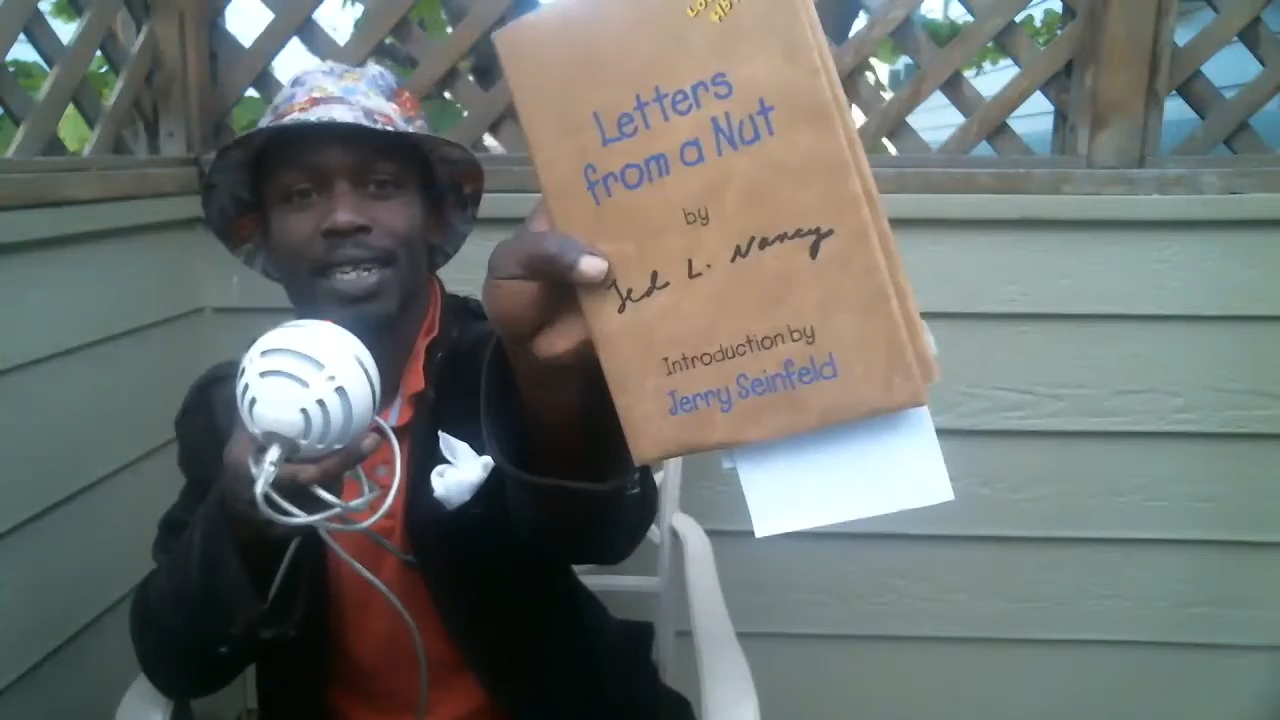 Letters
from a Nut
by
Ted L. Nancy
Introduction by
Jerry Seinfeld